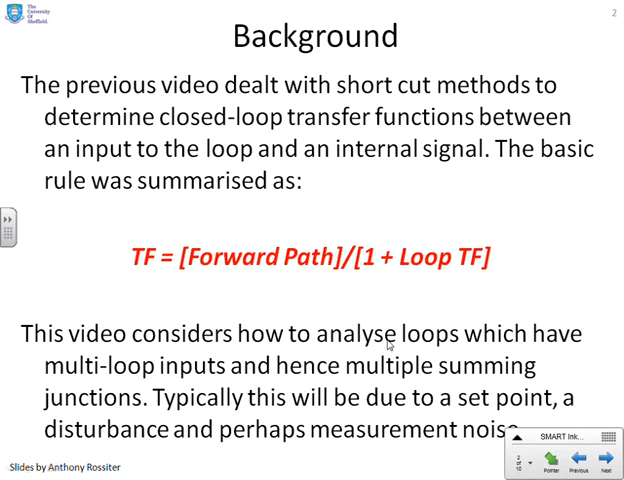 The
University
Of
Sheffield.
2
Background
The previous video dealt with short cut methods to
determine closed-loop transfer functions between
an input to the loop and an internal signal. The basic
rule was summarised as:
TF = [Forward Path]/[1 + Loop TF]
This video considers how to analyse loops which have
multi-loop inputs and hence multiple summing
junctions. Typically this will be due to a set point, a
disturbance and perhaps measurement noise
SMART Ink...
2
of
10
Pointer Previous Next
Slides by Anthony Rossiter